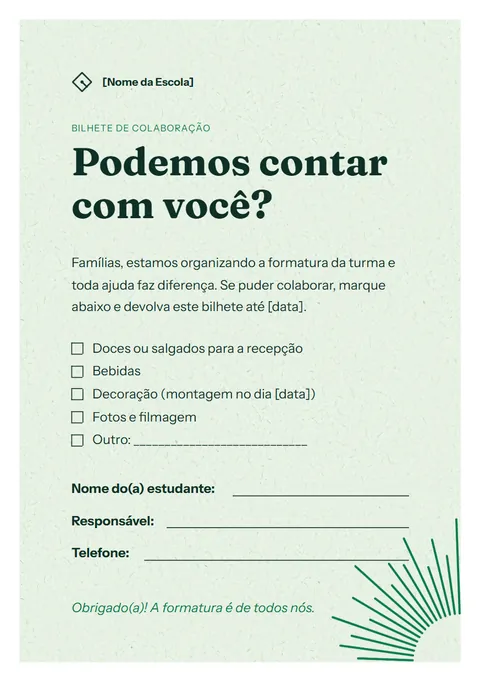 [Nome da Escola]
BILHETE DE COLABORAÇÃO
Podemos contar
com você?
Famílias, estamos organizando a formatura da turma e
toda ajuda faz diferença. Se puder colaborar, marque
abaixo e devolva este bilhete até [data].
Doces ou salgados para a recepção
Bebidas
Decoração (montagem no dia [data])
Fotos e filmagem
Outro: ___________________________
Nome do(a) estudante:
Responsável:
Telefone:
Obrigado(a)! A formatura é de todos nós.